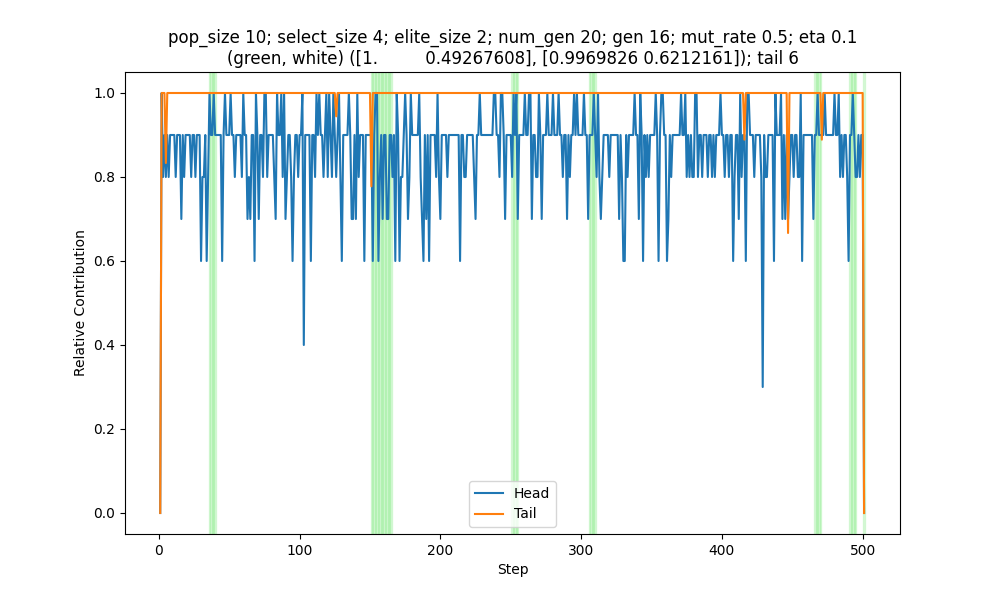 pop_size 10; select_size 4; elite_size 2; num_gen 20; gen 16; mut_rate 0.5; eta 0.1
(green, white) ([1.          0.49267608], [0.9969826 0.6212161]); tail 6
Relative Contribution
1.0
0.8
0.6
0.4
0.2
0.0
Head
Tail
0
100
200
300
400
500
Step